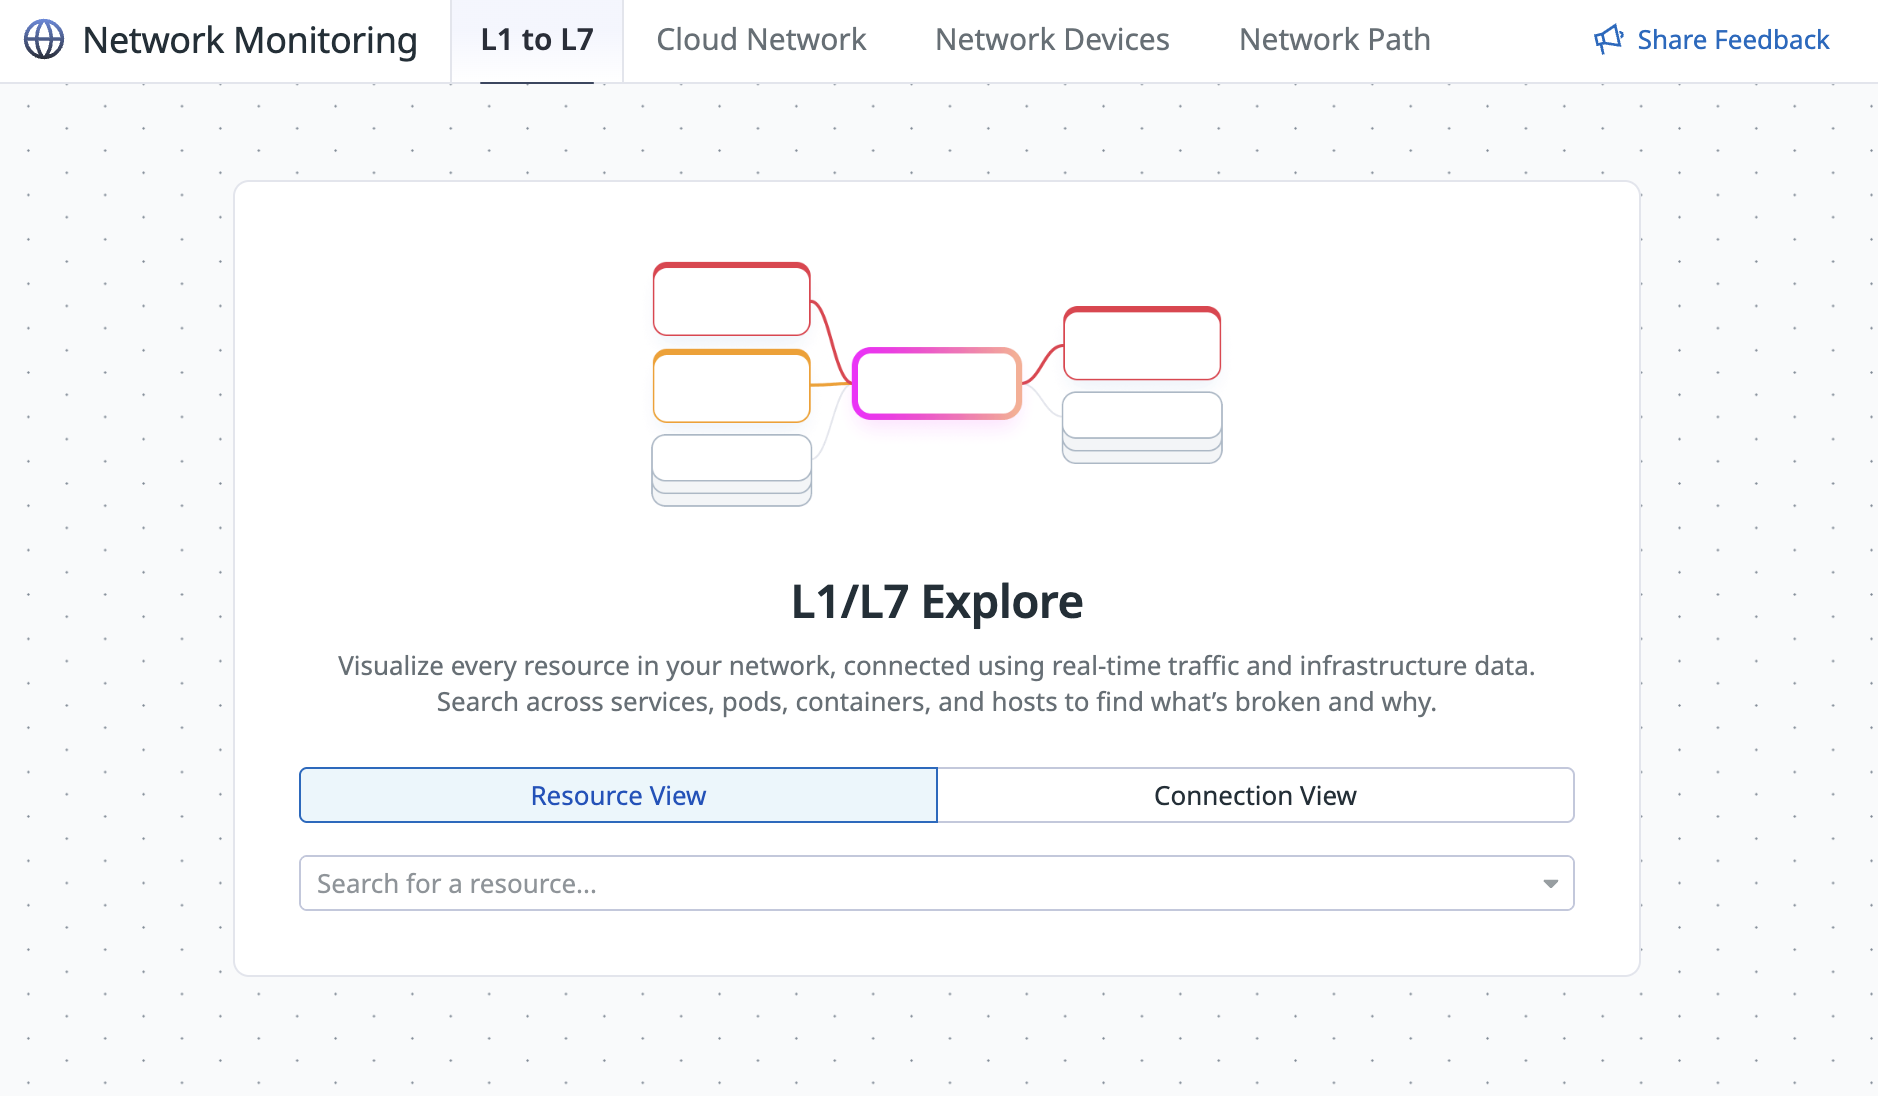 Network Monitoring
L1 to L7
Cloud Network
Network Devices
Network Path
Share Feedback
L1/L7 Explore
Visualize every resource in your network, connected using real-time traffic and infrastructure data.
Search across services, pods, containers, and hosts to find what’s broken and why.
Resource View
Connection View
Search for a resource...